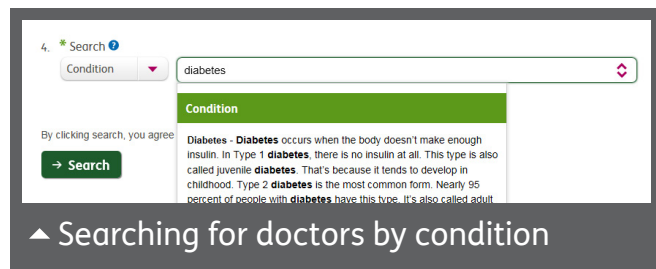 4. * Search ?
Condition
diabetes
Condition
Diabetes - Diabetes occurs when the body doesn't make enough
insulin. In Type 1 diabetes, there is no insulin at all. This type is also
called juvenile diabetes. That's because it tends to develop in
childhood. Type 2 diabetes is the most common form. Nearly 95
percent of people with diabetes have this type. It's also called adult
By clicking search, you agree
→ Search
Searching for doctors by condition